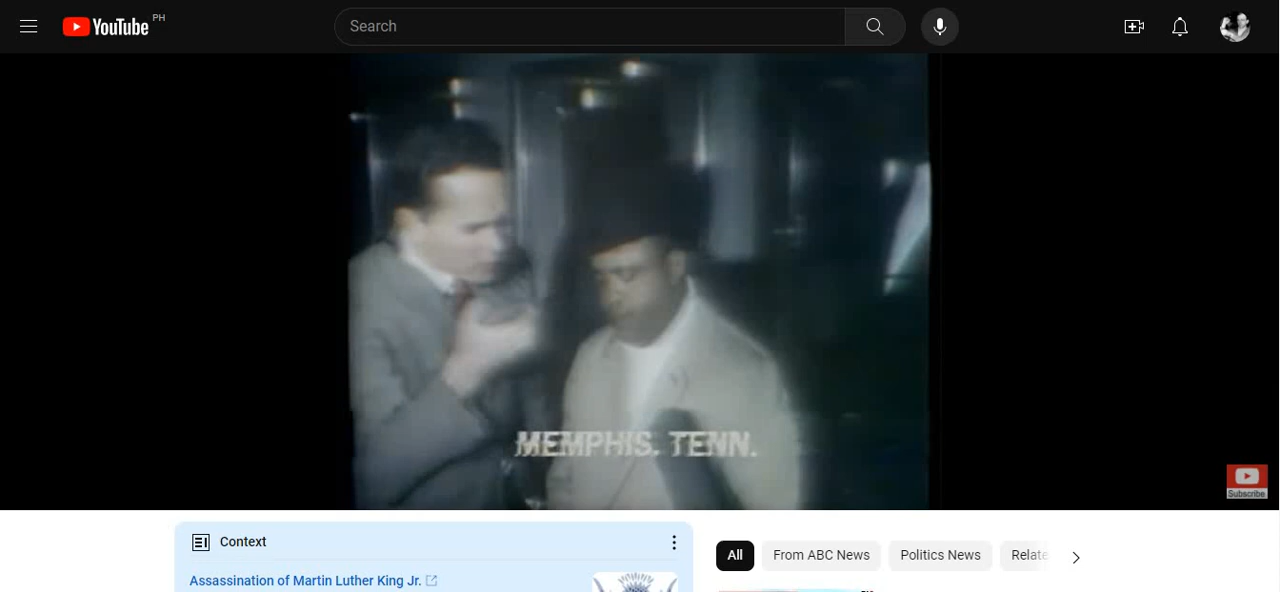 YouTube PH
Search
MEMPHIS. TENN.
Subscribe
Context
Assassination of Martin Luther King Jr.
All
From ABC News
Politics News
Relate